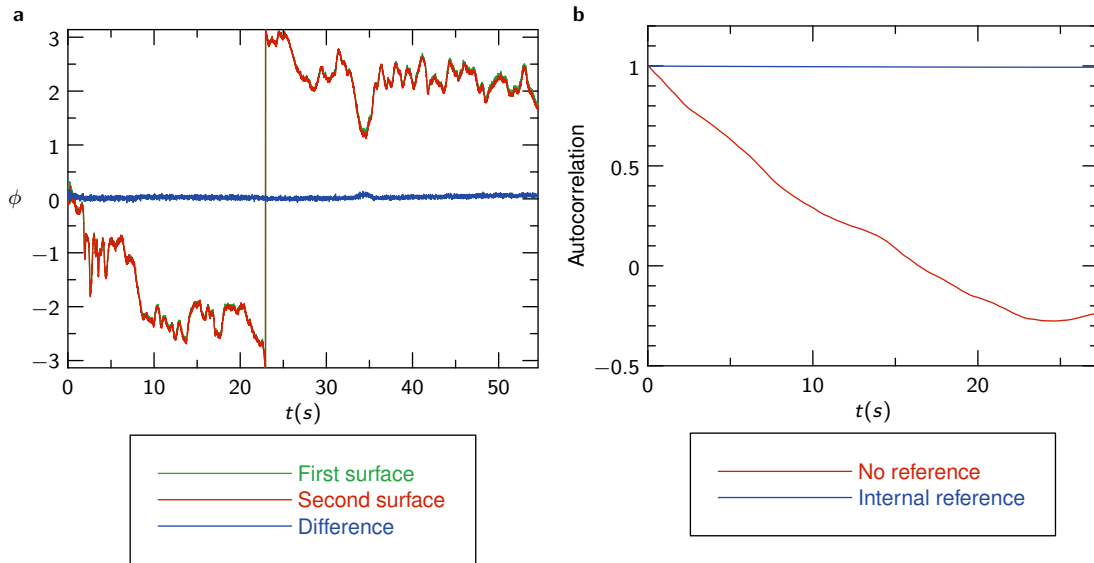 a
3
2
1
0
−1
−2
−3
ϕ
0 10 20 30 40 50
t(s)
First surface
Second surface
Difference
b
1
0.5
0
−0.5
Autocorrelation
0 10 20
t(s)
No reference
Internal reference